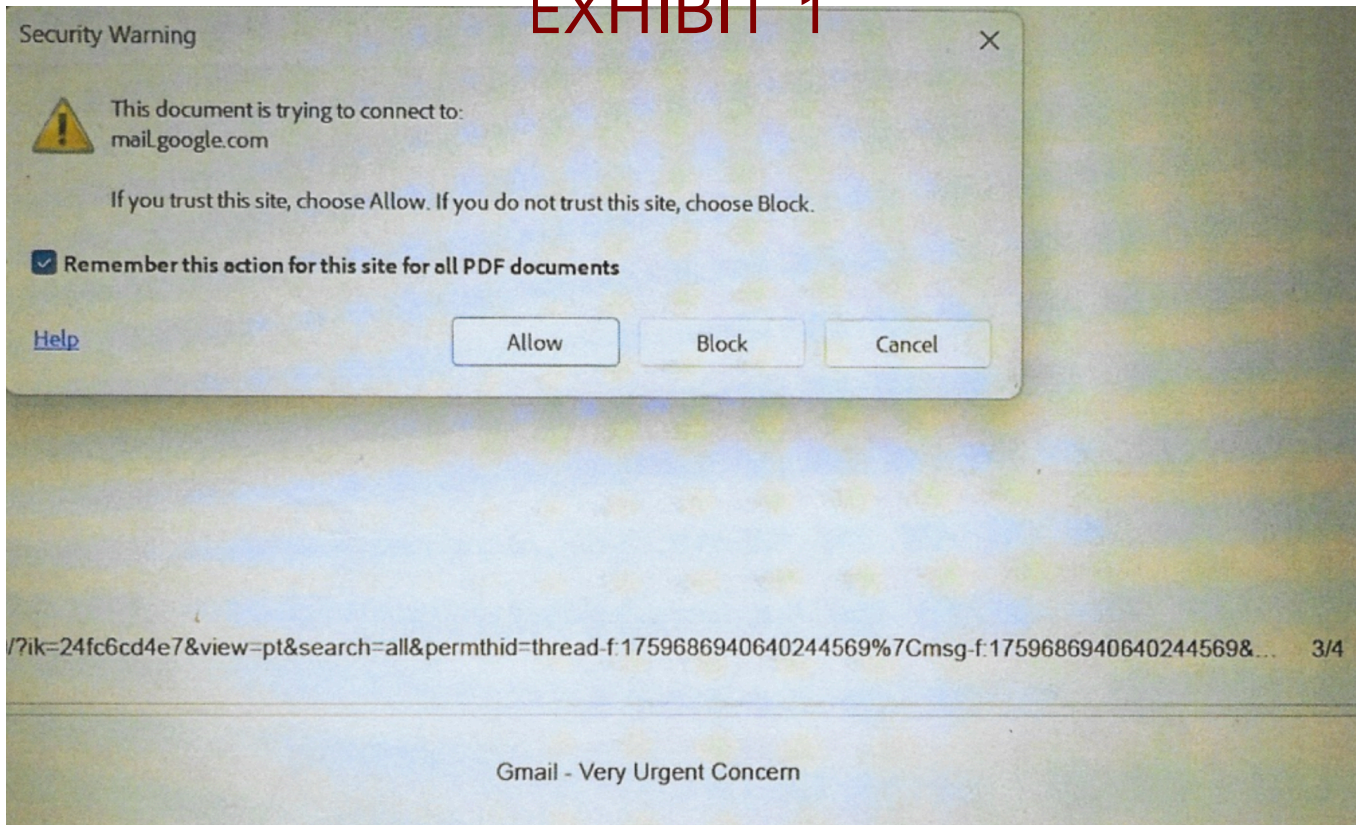 EXHIBIT 1
Security Warning
This document is trying to connect to:
mail.google.com
If you trust this site, choose Allow. If you do not trust this site, choose Block.
Remember this action for this site for all PDF documents
Help
Allow
Block
Cancel
/?ik=24fc6cd4e7&view=pt&search=all&permthid=thread-f:1759686940640244569%7Cmsg-f:1759686940640244569&... 3/4
Gmail - Very Urgent Concern